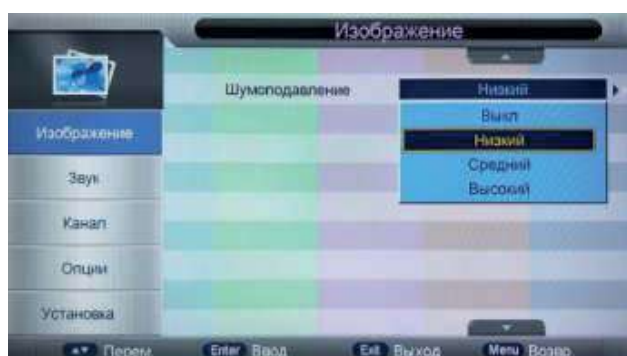 Изображение
Шумоподавление Низкий
Выкл
Низкий
Средний
Высокий
Изображение
Звук
Канал
Опции
Установка
Перем Enter Ввод Exit Выход Menu Возвр